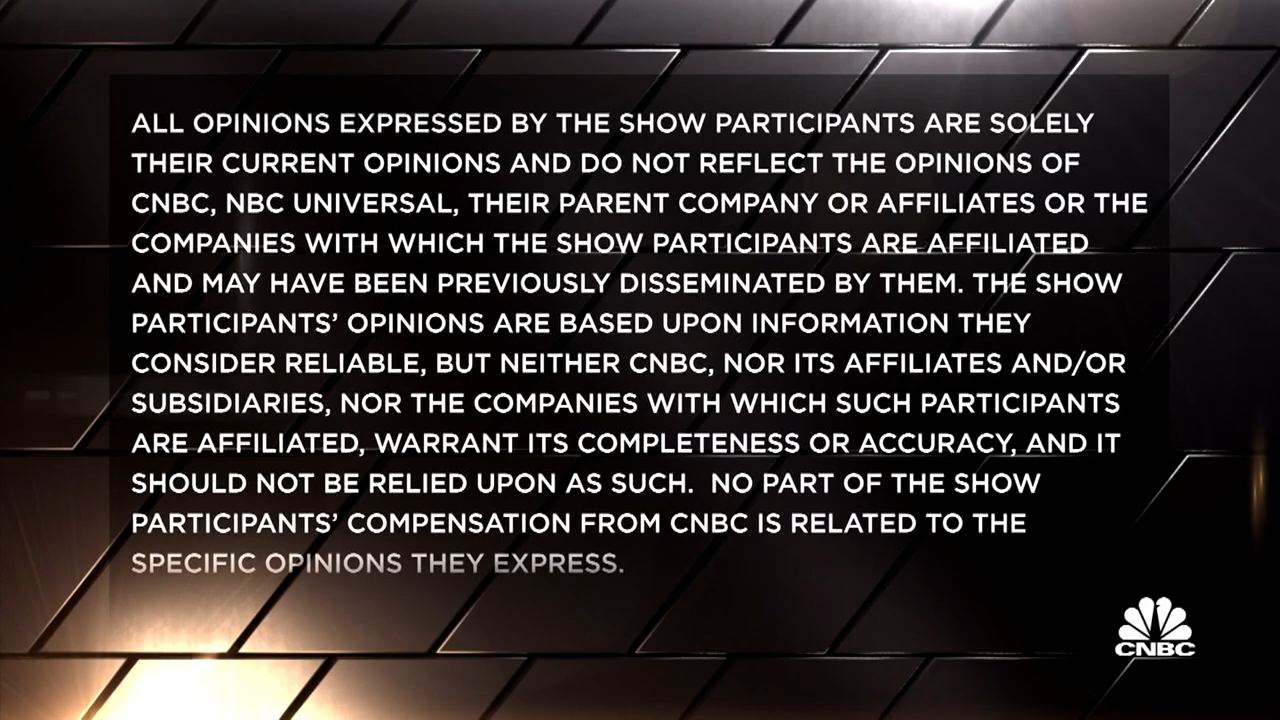 ALL OPINIONS EXPRESSED BY THE SHOW PARTICIPANTS ARE SOLELY
THEIR CURRENT OPINIONS AND DO NOT REFLECT THE OPINIONS OF
CNBC, NBC UNIVERSAL, THEIR PARENT COMPANY OR AFFILIATES OR THE
COMPANIES WITH WHICH THE SHOW PARTICIPANTS ARE AFFILIATED
AND MAY HAVE BEEN PREVIOUSLY DISSEMINATED BY THEM. THE SHOW
PARTICIPANTS’ OPINIONS ARE BASED UPON INFORMATION THEY
CONSIDER RELIABLE, BUT NEITHER CNBC, NOR ITS AFFILIATES AND/OR
SUBSIDIARIES, NOR THE COMPANIES WITH WHICH SUCH PARTICIPANTS
ARE AFFILIATED, WARRANT ITS COMPLETENESS OR ACCURACY, AND IT
SHOULD NOT BE RELIED UPON AS SUCH.  NO PART OF THE SHOW
PARTICIPANTS’ COMPENSATION FROM CNBC IS RELATED TO THE
SPECIFIC OPINIONS THEY EXPRESS.
CNBC